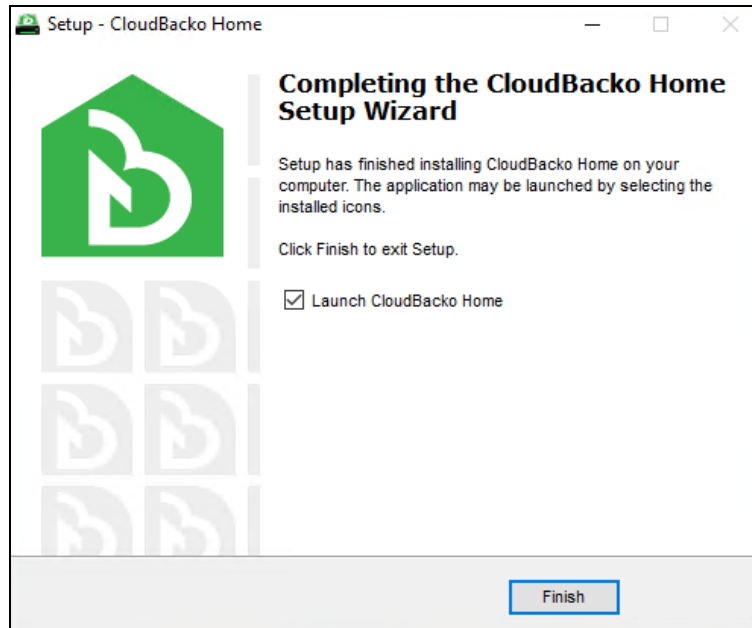 Setup - CloudBacko Home
Completing the CloudBacko Home
Setup Wizard
Setup has finished installing CloudBacko Home on your
computer. The application may be launched by selecting the
installed icons.
Click Finish to exit Setup.
Launch CloudBacko Home
Finish